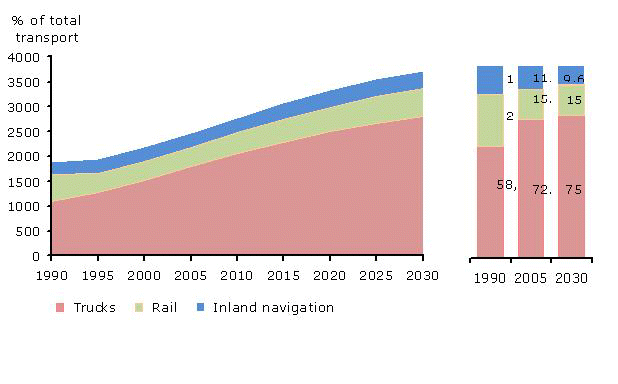 % of total
transport
4000
3500
3000
2500
2000
1500
1000
500
0
1990 1995 2000 2005 2010 2015 2020 2025 2030
Trucks Rail Inland navigation
1 11. 9.6
2 15. 15
58, 72. 75
1990 2005 2030